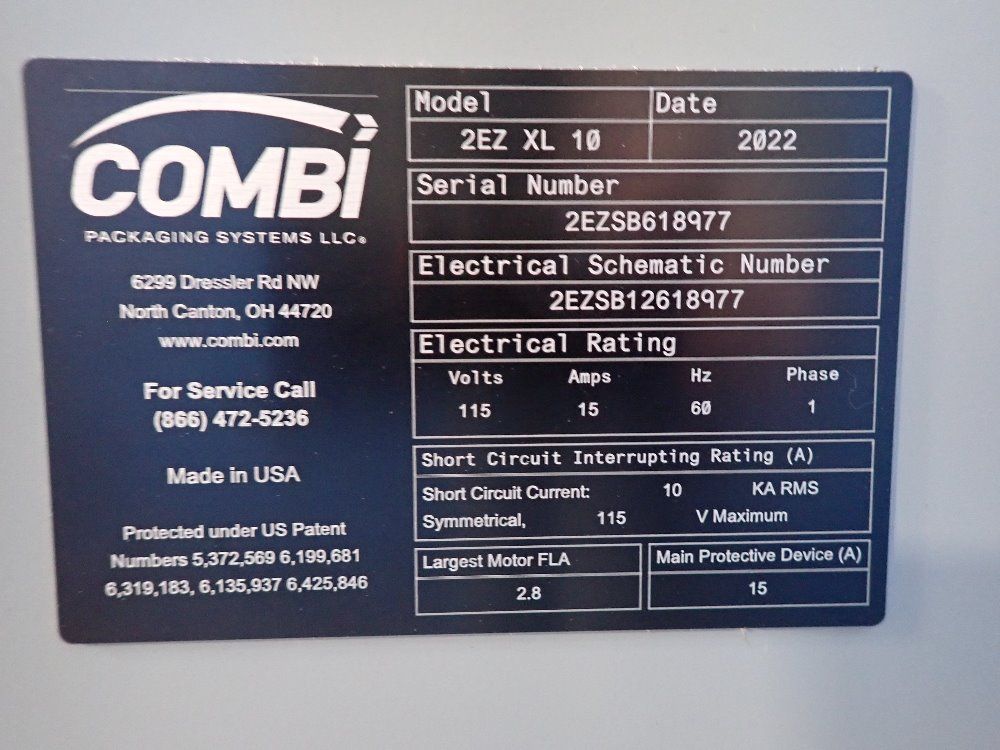 COMBi
PACKAGING SYSTEMS LLC®
6299 Dressler Rd NW
North Canton, OH 44720
www.combi.com
For Service Call
(866) 472-5236
Made in USA
Protected under US Patent
Numbers 5,372,569 6,199,681
6,319,183, 6,135,937 6,425,846
Model Date
2EZ XL 10 2022
Serial Number
2EZSB618977
Electrical Schematic Number
2EZSB12618977
Electrical Rating
Volts Amps Hz Phase
115 15 60 1
Short Circuit Interrupting Rating (A)
Short Circuit Current: 10 KA RMS
Symmetrical, 115 V Maximum
Largest Motor FLA Main Protective Device (A)
2.8 15